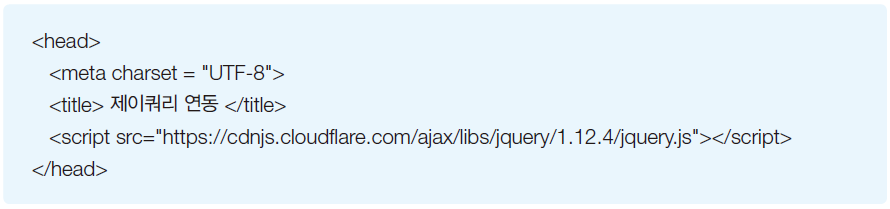 <head>
<meta charset = "UTF-8">
<title> 제이쿼리 연동 </title>
<script src="https://cdnjs.cloudflare.com/ajax/libs/jquery/1.12.4/jquery.js"></script>
</head>